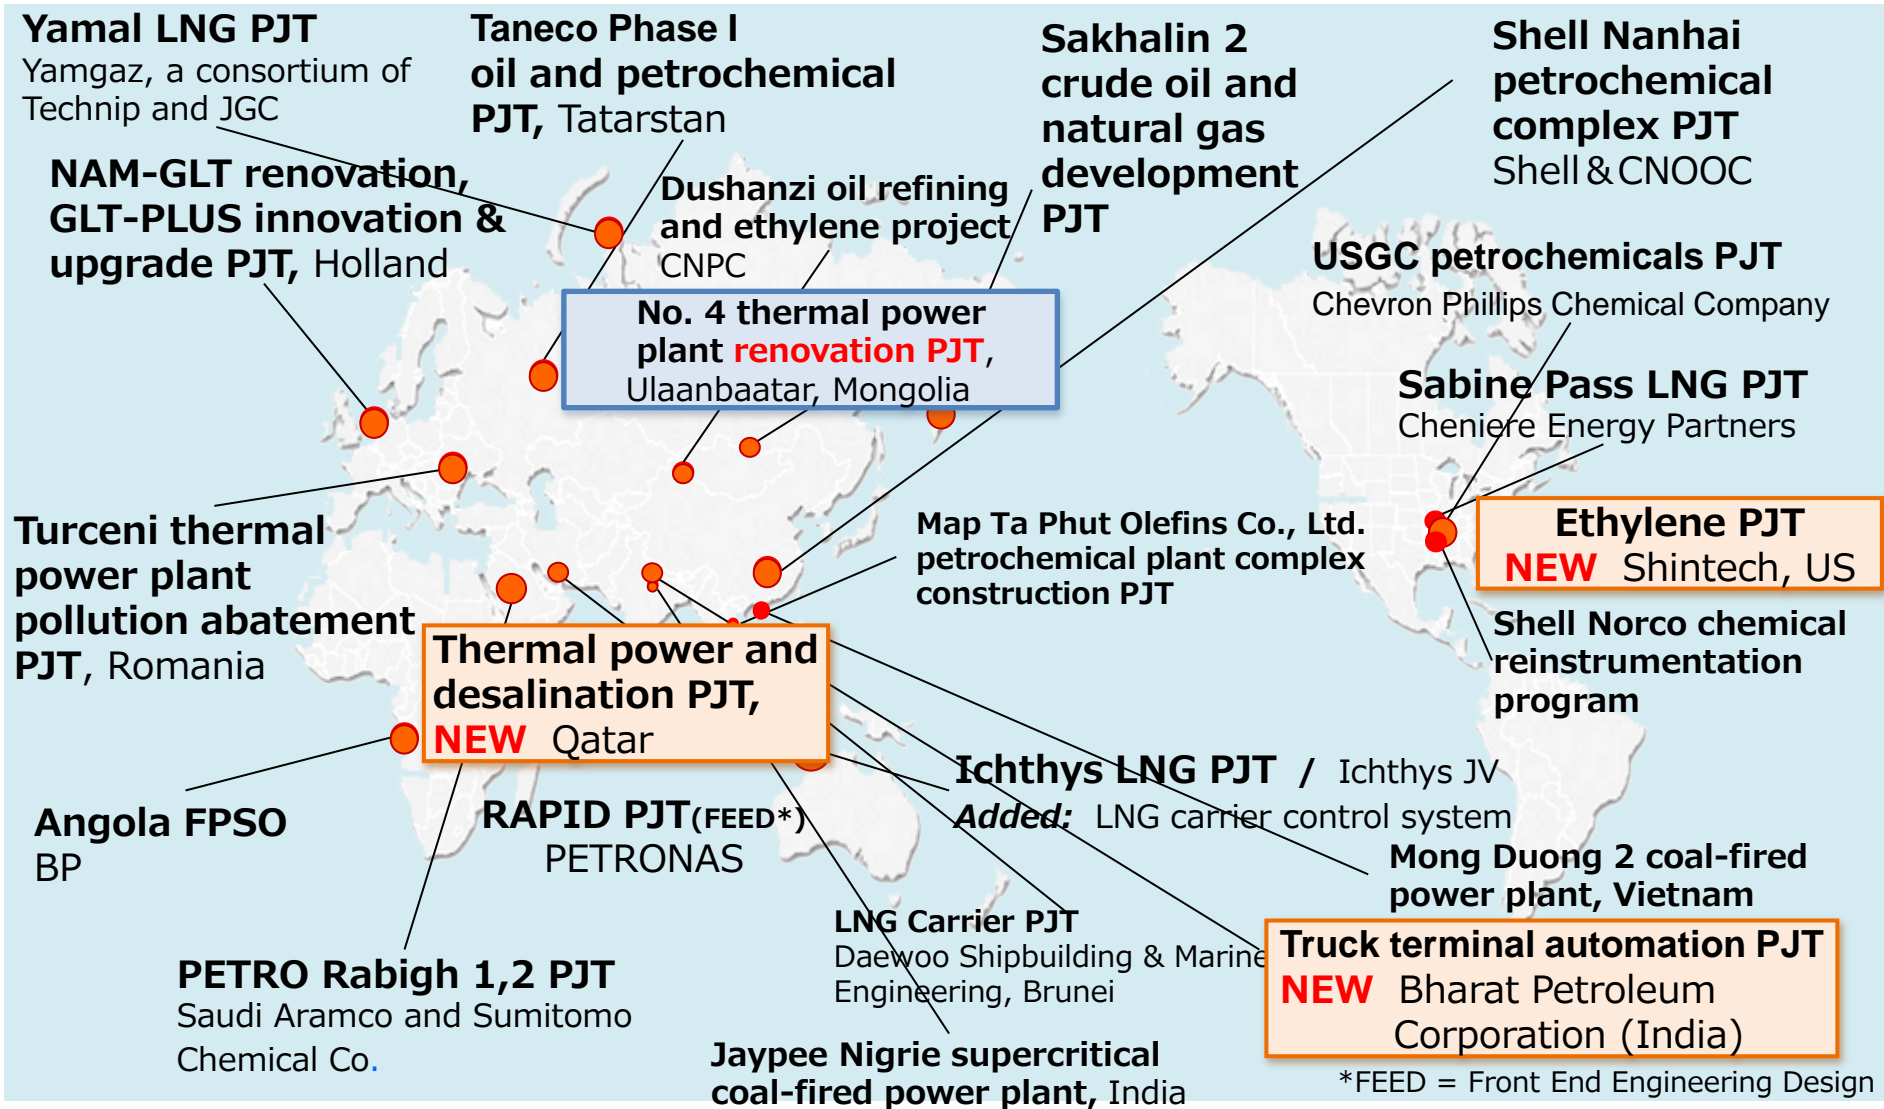 Yamal LNG PJT
Yamgaz, a consortium of
Technip and JGC
Taneco Phase I
oil and petrochemical
PJT, Tatarstan
Sakhalin 2
crude oil and
natural gas
development
PJT
Shell Nanhai
petrochemical
complex PJT
Shell & CNOOC
NAM-GLT renovation,
GLT-PLUS innovation &
upgrade PJT, Holland
Dushanzi oil refining
and ethylene project
CNPC
USGC petrochemicals PJT
Chevron Phillips Chemical Company
No. 4 thermal power
plant renovation PJT,
Ulaanbaatar, Mongolia
Sabine Pass LNG PJT
Cheniere Energy Partners
Turceni thermal
power plant
pollution abatement
PJT, Romania
Map Ta Phut Olefins Co., Ltd.
petrochemical plant complex
construction PJT
Ethylene PJT
NEW Shintech, US
Shell Norco chemical
reinstrumentation
program
Thermal power and
desalination PJT,
NEW Qatar
Angola FPSO
BP
RAPID PJT(FEED*)
PETRONAS
Ichthys LNG PJT / Ichthys JV
Added: LNG carrier control system
Mong Duong 2 coal-fired
power plant, Vietnam
LNG Carrier PJT
Daewoo Shipbuilding & Marine
Engineering, Brunei
Truck terminal automation PJT
NEW Bharat Petroleum
Corporation (India)
PETRO Rabigh 1,2 PJT
Saudi Aramco and Sumitomo
Chemical Co.
Jaypee Nigrie supercritical
coal-fired power plant, India
*FEED = Front End Engineering Design